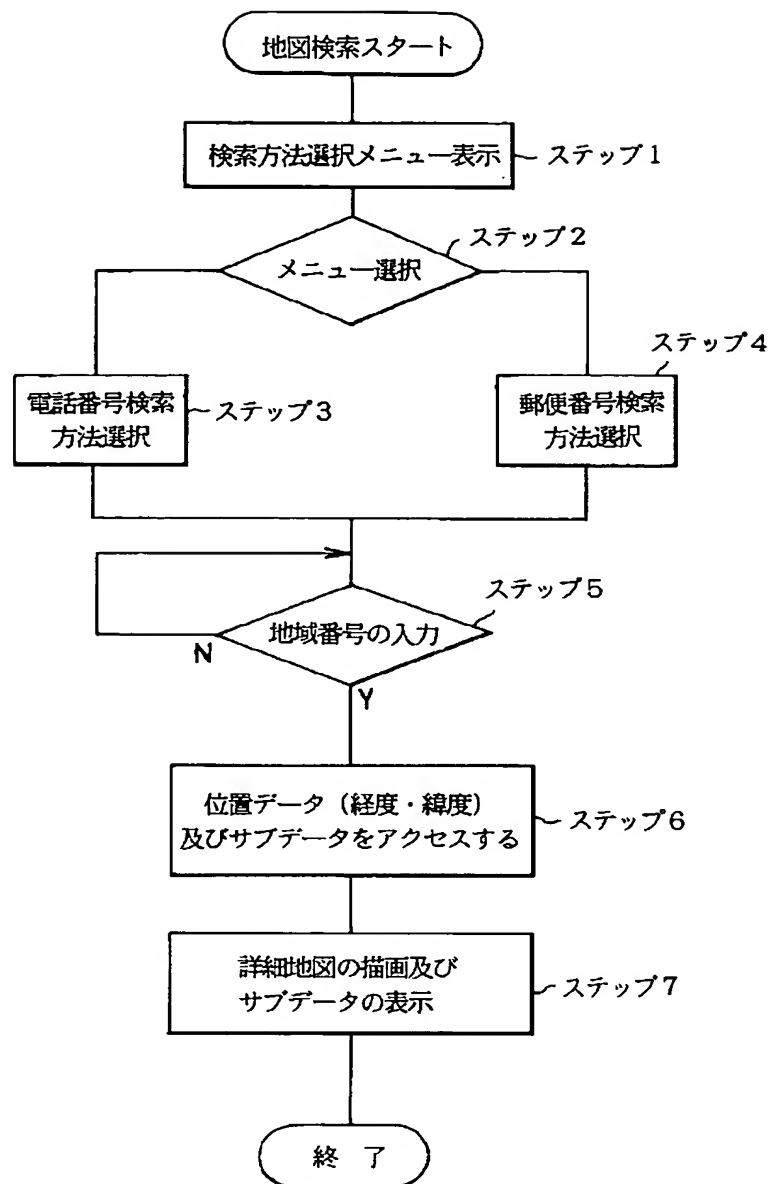 地図検索スタート
検索方法選択メニュー表示
ステップ1
ステップ2
メニュー選択
ステップ4
電話番号検索
方法選択
ステップ3
郵便番号検索
方法選択
ステップ5
地域番号の入力
N
Y
位置データ（経度・緯度）
及びサブデータをアクセスする
ステップ6
詳細地図の描画及び
サブデータの表示
ステップ7
終 了